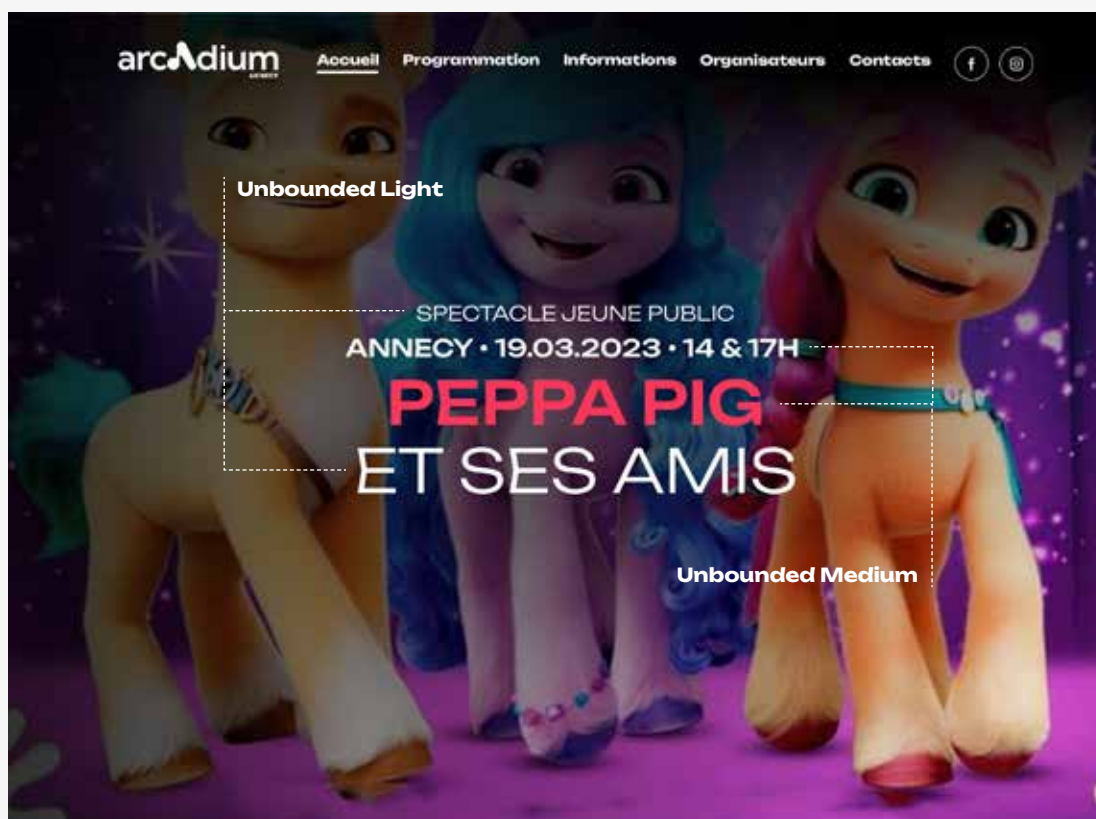 arcAdium
ANNECY
Accueil Programmation Informations Organisateurs Contacts
Unbounded Light
SPECTACLE JEUNE PUBLIC
ANNECY • 19.03.2023 • 14 & 17H
PEPPA PIG
ET SES AMIS
Unbounded Medium